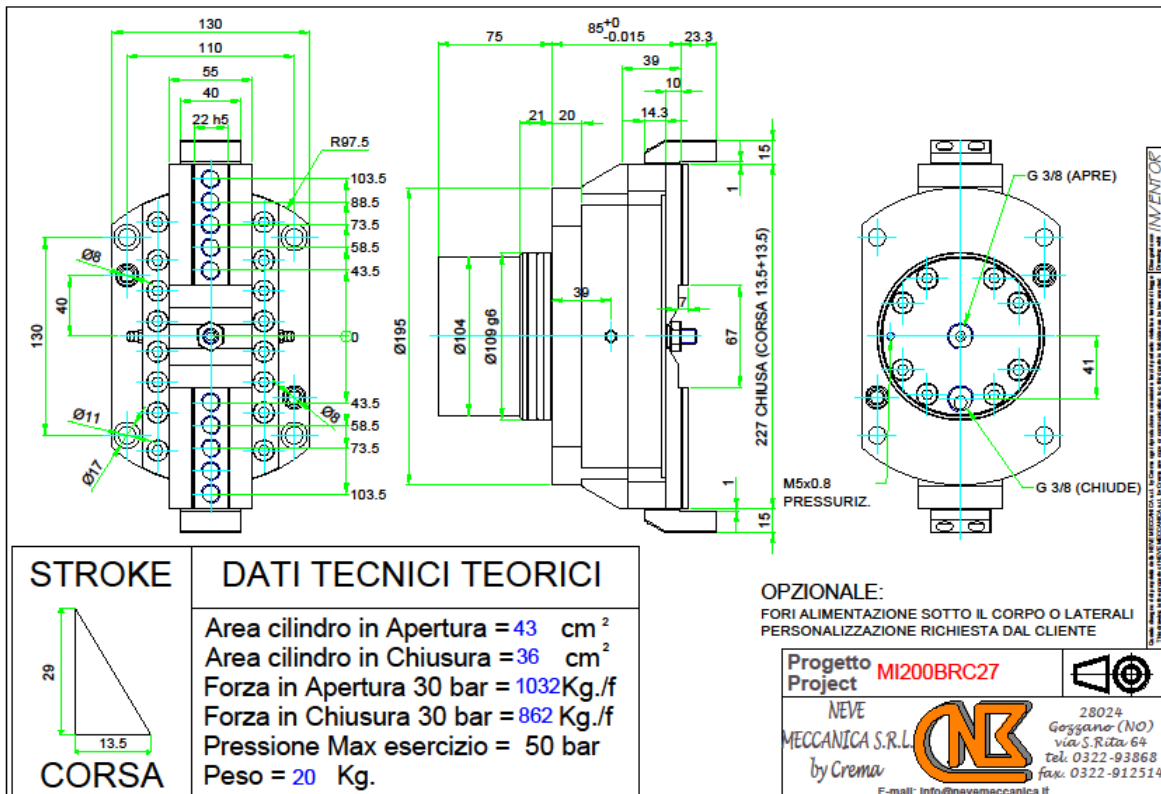 130
110
55
40
22 h5
R97.5
103.5
88.5
73.5
58.5
43.5
0
43.5
58.5
73.5
103.5
Ø8
40
130
Ø11
Ø17
Ø8
75
85 +0 -0.015
23.3
39
10
14.3
21
20
15
1
39
7
67
Ø195
Ø104
Ø109 g6
227 CHIUSA (CORSA 13.5+13.5)
1
15
G 3/8 (APRE)
41
M5x0.8
PRESSURIZ.
G 3/8 (CHIUDE)
INVENTOR
STROKE
29
13.5
CORSA
DATI TECNICI TEORICI
Area cilindro in Apertura = 43 cm²
Area cilindro in Chiusura = 36 cm²
Forza in Apertura 30 bar = 1032 Kg./f
Forza in Chiusura 30 bar = 862 Kg./f
Pressione Max esercizio = 50 bar
Peso = 20 Kg.
OPZIONALE:
FORI ALIMENTAZIONE SOTTO IL CORPO O LATERALI
PERSONALIZZAZIONE RICHIESTA DAL CLIENTE
Progetto
Project
MI200BRC27
NEVE
MECCANICA S.R.L.
by Crema
28024
Gozzano (NO)
via S.Rita 64
tel. 0322-93868
fax. 0322-912514
E-mail: info@nevemeccanica.it